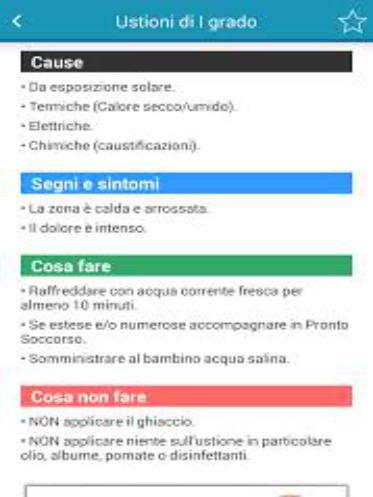 Ustioni di I grado
Cause
• Da esposizione solare.
• Termiche (Calore secco/umido).
• Elettriche.
• Chimiche (caustificazioni).
Segni e sintomi
• La zona è calda e arrossata.
• Il dolore è intenso.
Cosa fare
• Raffreddare con acqua corrente fresca per
almeno 10 minuti.
• Se estese e/o numerose accompagnare in Pronto
Soccorso.
• Somministrare al bambino acqua salina.
Cosa non fare
• NON applicare il ghiaccio.
• NON applicare niente sull'ustione in particolare
olio, albume, pomate o disinfettanti.